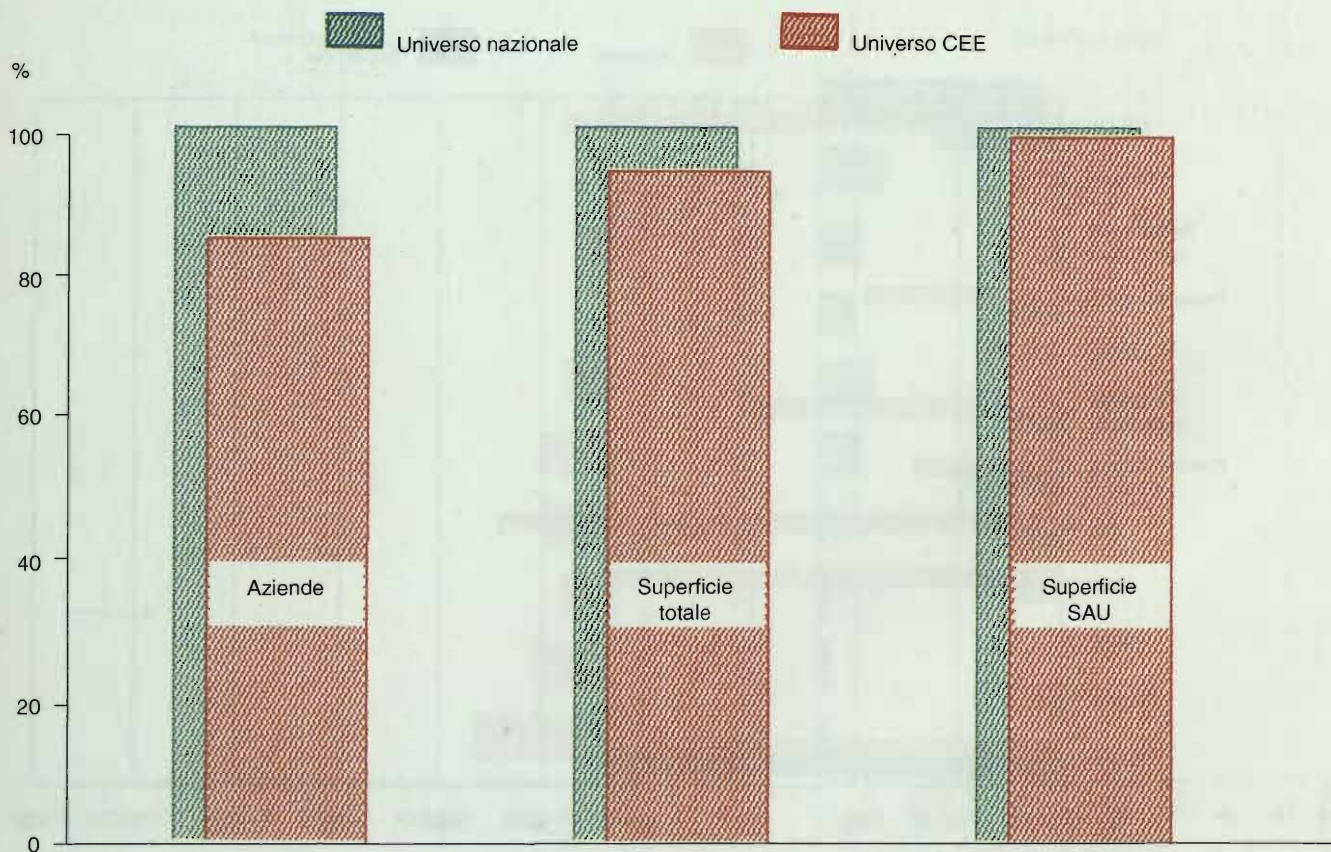 Universo nazionale
Universo CEE
%
100
80
60
40
20
0
Aziende
Superficie
totale
Superficie
SAU